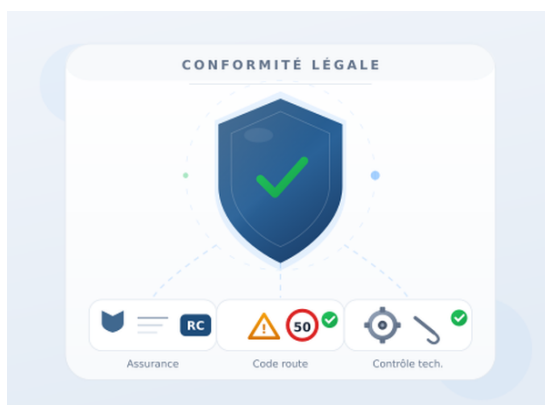 CONFORMITÉ LÉGALE
RC
!
50
Assurance
Code route
Contrôle tech.